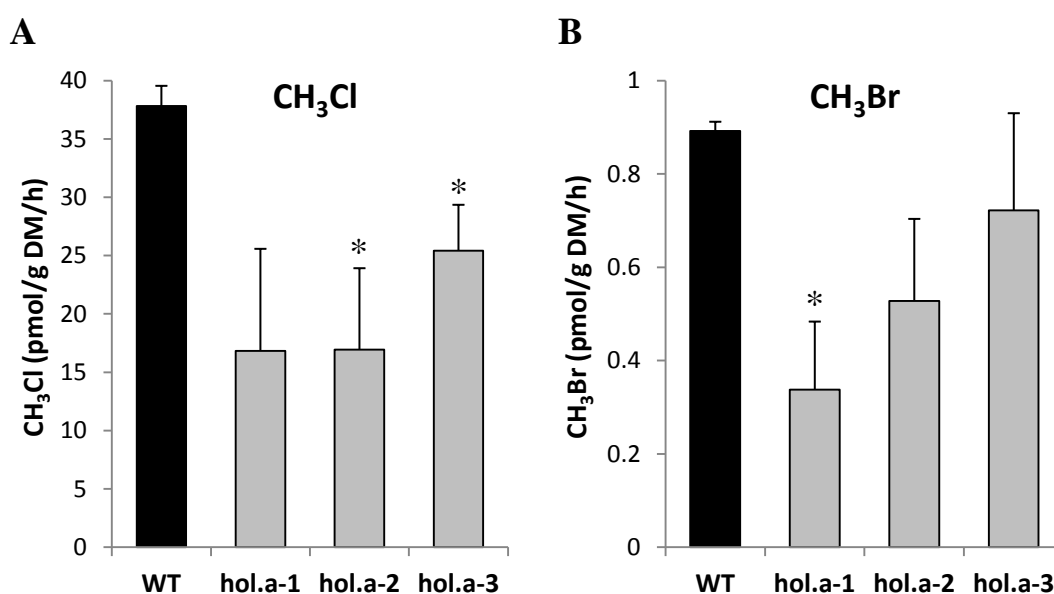 A
CH₃Cl
CH₃Cl (pmol/g DM/h)
40
35
30
25
20
15
10
5
0
*
*
WT hol.a-1 hol.a-2 hol.a-3
B
CH₃Br
CH₃Br (pmol/g DM/h)
1
0.8
0.6
0.4
0.2
0
*
WT hol.a-1 hol.a-2 hol.a-3